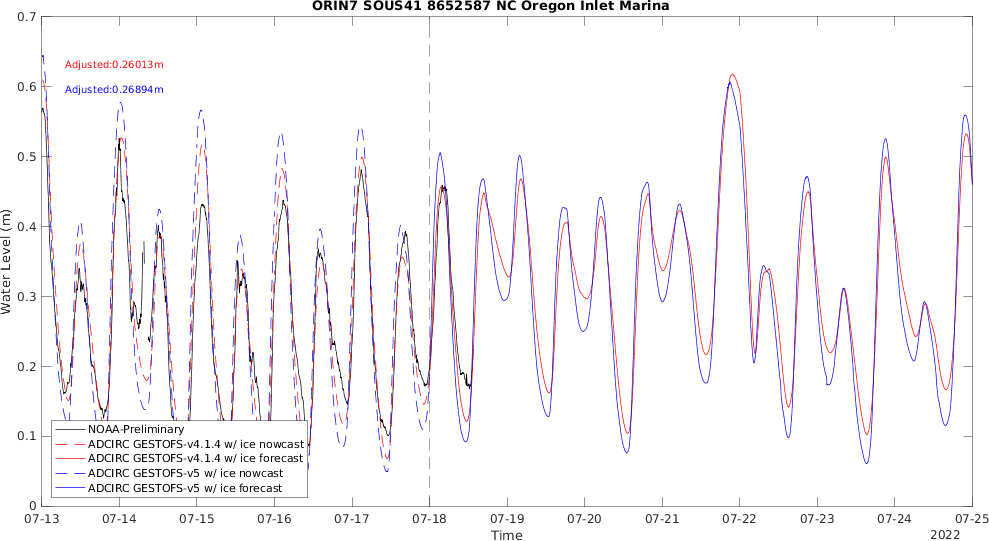 ORIN7 SOUS41 8652587 NC Oregon Inlet Marina
0.7
0.6
0.5
0.4
0.3
0.2
0.1
0
Water Level (m)
Adjusted:0.26013m
Adjusted:0.26894m
NOAA-Preliminary
ADCIRC GESTOFS-v4.1.4 w/ ice nowcast
ADCIRC GESTOFS-v4.1.4 w/ ice forecast
ADCIRC GESTOFS-v5 w/ ice nowcast
ADCIRC GESTOFS-v5 w/ ice forecast
07-13 07-14 07-15 07-16 07-17 07-18 07-19 07-20 07-21 07-22 07-23 07-24 07-25
Time
2022